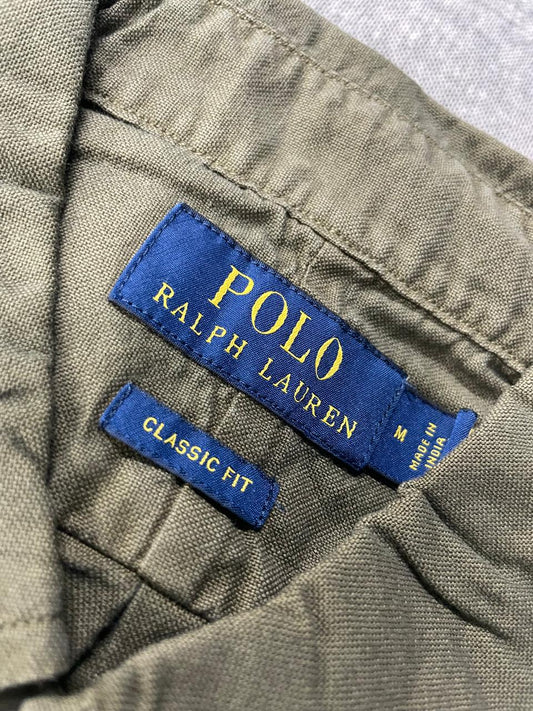 POLO
RALPH LAUREN
M
MADE IN
INDIA
CLASSIC FIT